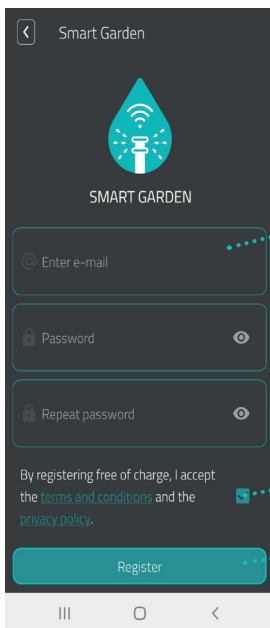 Smart Garden
SMART GARDEN
@ Enter e-mail
Password
Repeat password
By registering free of charge, I accept
the terms and conditions and the
privacy policy.
Register